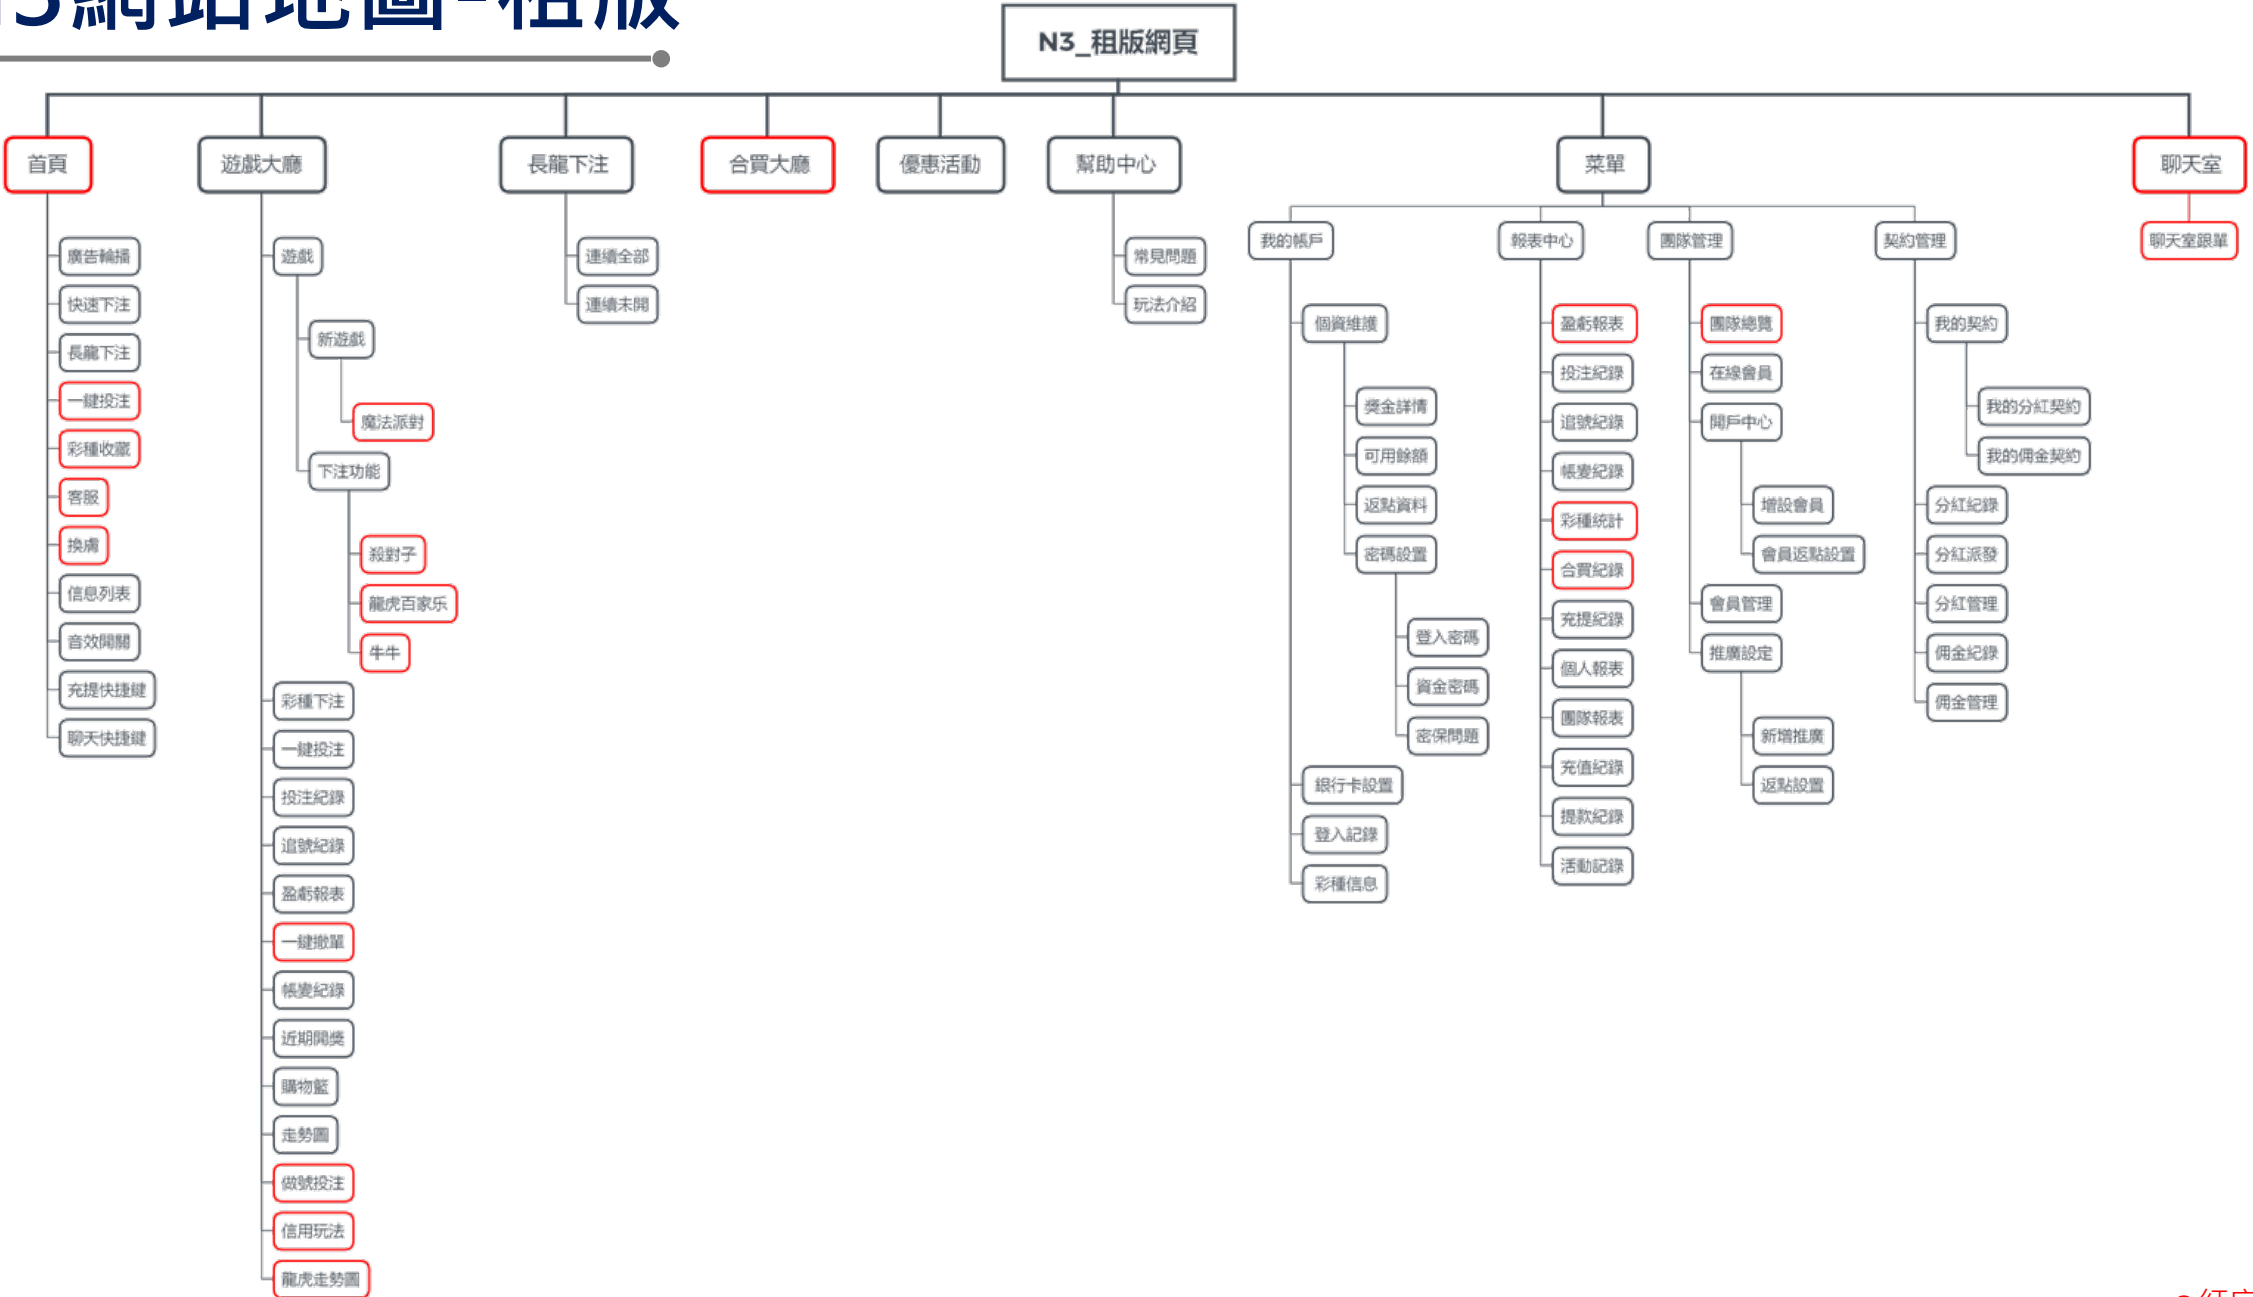 N3網站地圖-租版
N3_租版網頁
首頁
遊戲大廳
長龍下注
合買大廳
優惠活動
幫助中心
菜單
聊天室
廣告輪播
快速下注
長龍下注
一鍵投注
彩種收藏
客服
換膚
信息列表
音效開關
充提快捷鍵
聊天快捷鍵
遊戲
新遊戲
魔法派對
下注功能
殺對子
龍虎百家乐
牛牛
彩種下注
一鍵投注
投注紀錄
追號紀錄
盈虧報表
一鍵撤單
帳變紀錄
近期開獎
購物籃
走勢圖
做號投注
信用玩法
龍虎走勢圖
連續全部
連續未開
常見問題
玩法介紹
我的帳戶
個資維護
獎金詳情
可用餘額
返點資料
密碼設置
登入密碼
資金密碼
密保問題
銀行卡設置
登入記錄
彩種信息
報表中心
盈虧報表
投注紀錄
追號紀錄
帳變紀錄
彩種統計
合買紀錄
充提紀錄
個人報表
團隊報表
充值紀錄
提款紀錄
活動記錄
團隊管理
團隊總覽
在線會員
開戶中心
增設會員
會員返點設置
會員管理
推廣設定
新增推廣
返點設置
契約管理
我的契約
我的分紅契約
我的佣金契約
分紅紀錄
分紅派發
分紅管理
佣金紀錄
佣金管理
聊天室跟單